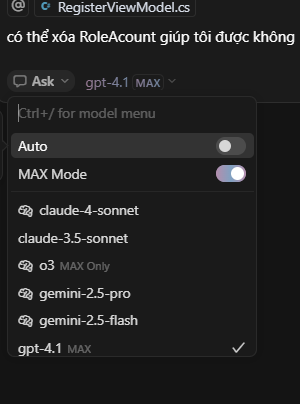 @ C# RegisterViewModel.cs
có thể xóa RoleAcount giúp tôi được không
Ask gpt-4.1 MAX
Ctrl+/ for model menu
Auto
MAX Mode
claude-4-sonnet
claude-3.5-sonnet
o3 MAX Only
gemini-2.5-pro
gemini-2.5-flash
gpt-4.1 MAX